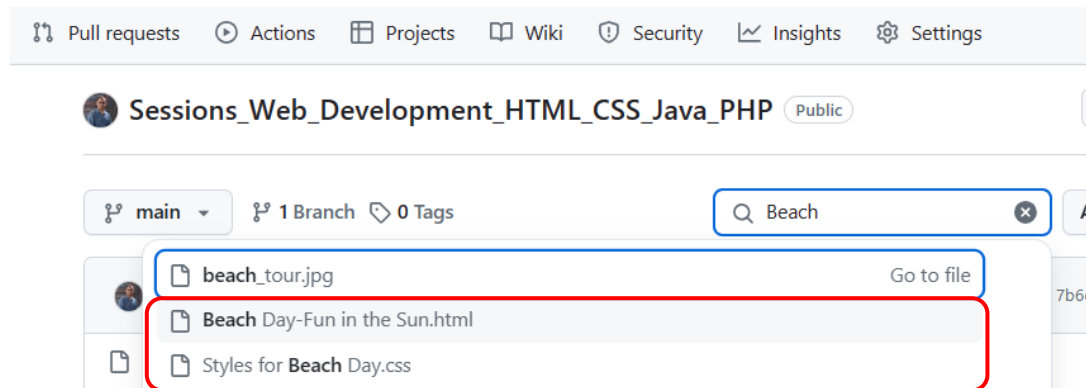 Pull requests Actions Projects Wiki Security Insights Settings
Sessions_Web_Development_HTML_CSS_Java_PHP Public
main 1 Branch 0 Tags Beach A
beach_tour.jpg Go to file
7b6
Beach Day-Fun in the Sun.html
Styles for Beach Day.css